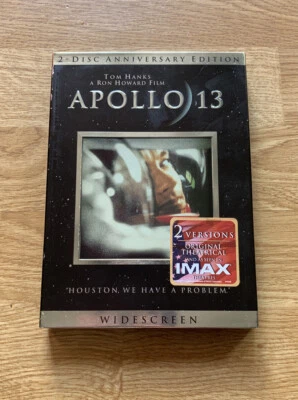 2-DISC ANNIVERSARY EDITION
TOM HANKS
A RON HOWARD FILM
APOLLO 13
2 VERSIONS
ORIGINAL
THEATRICAL
IMAX
"HOUSTON, WE HAVE A PROBLEM."
WIDESCREEN